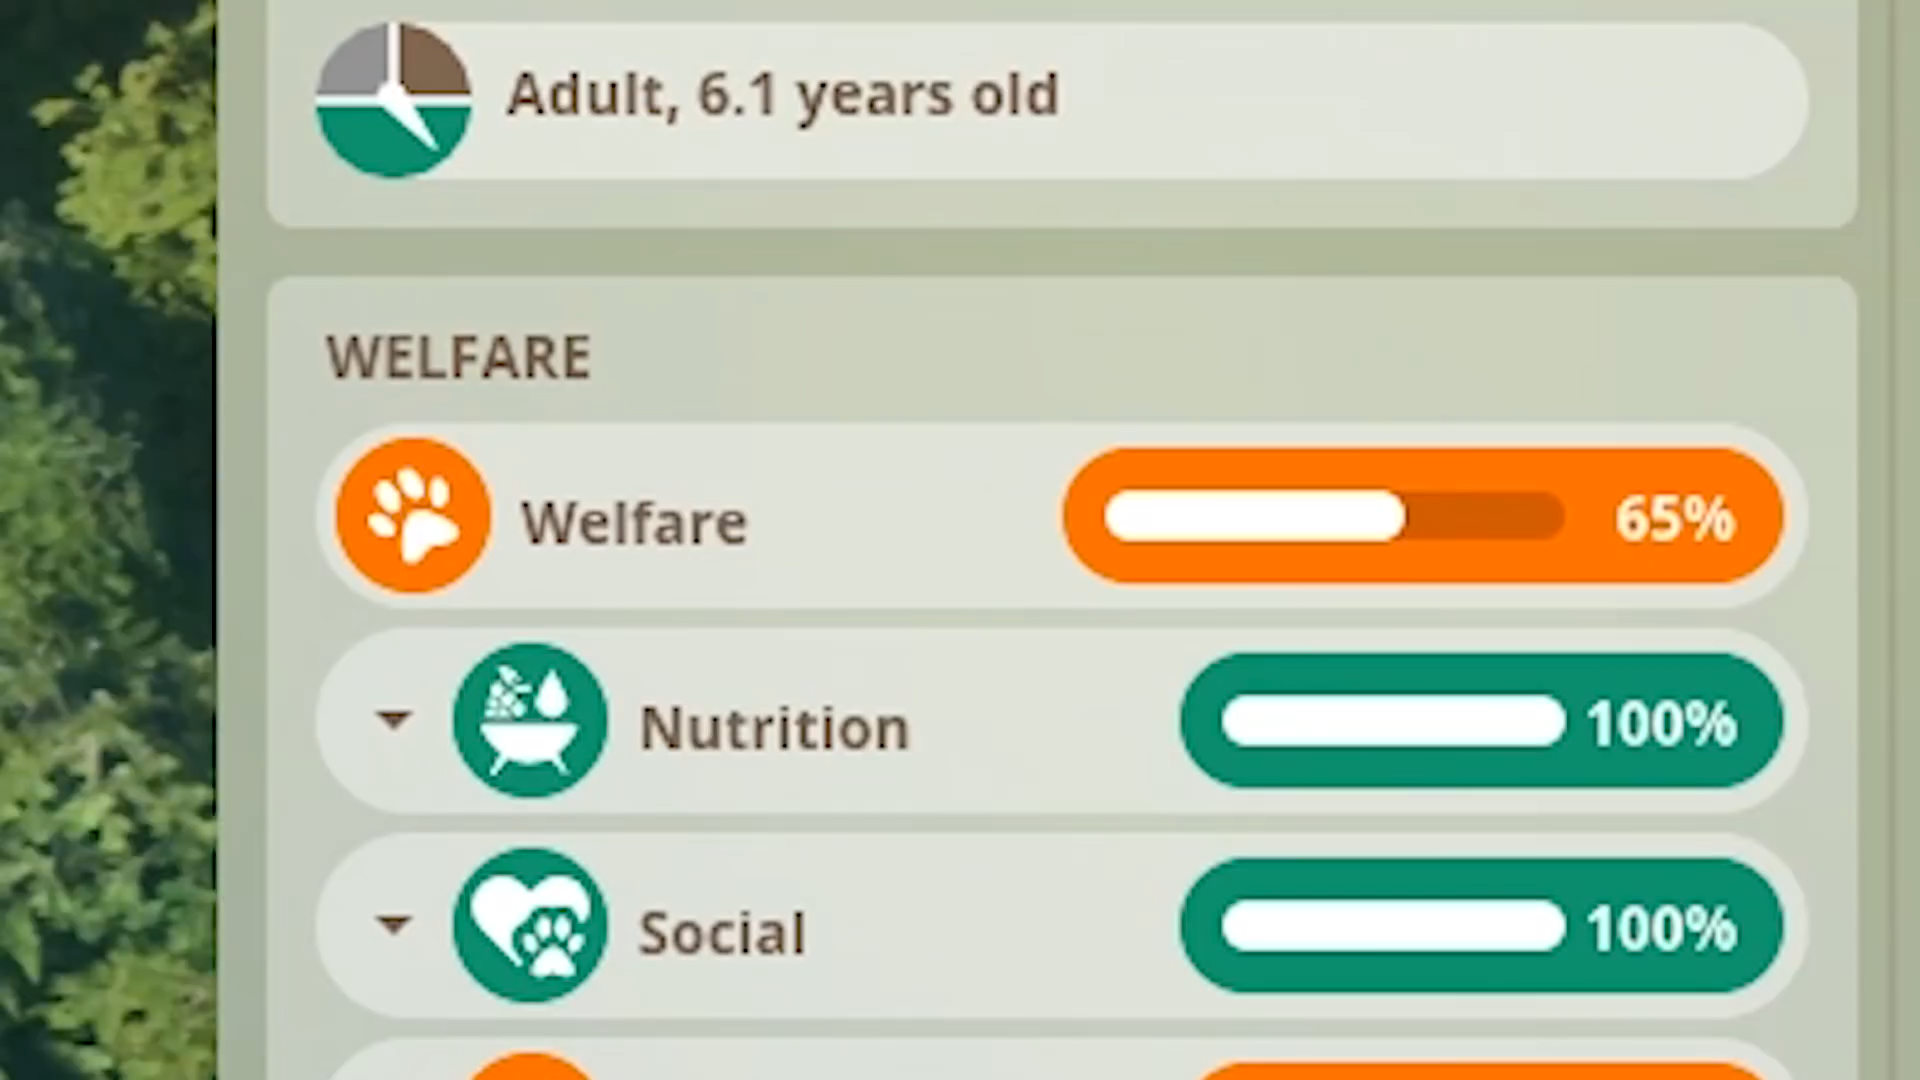 Adult, 6.1 years old
WELFARE
Welfare 65%
Nutrition 100%
Social 100%